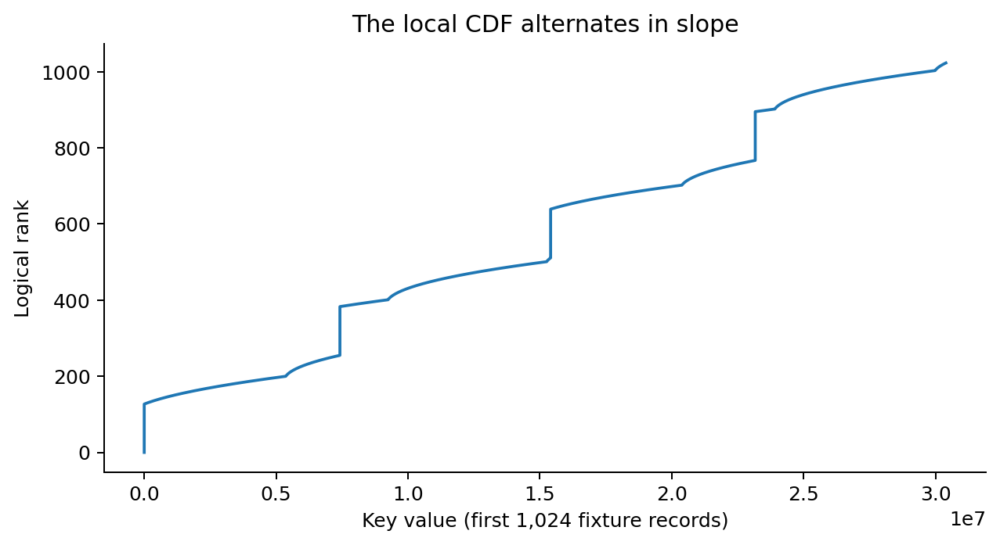 The local CDF alternates in slope
1000
800
600
400
200
0
Logical rank
0.0 0.5 1.0 1.5 2.0 2.5 3.0
1e7
Key value (first 1,024 fixture records)